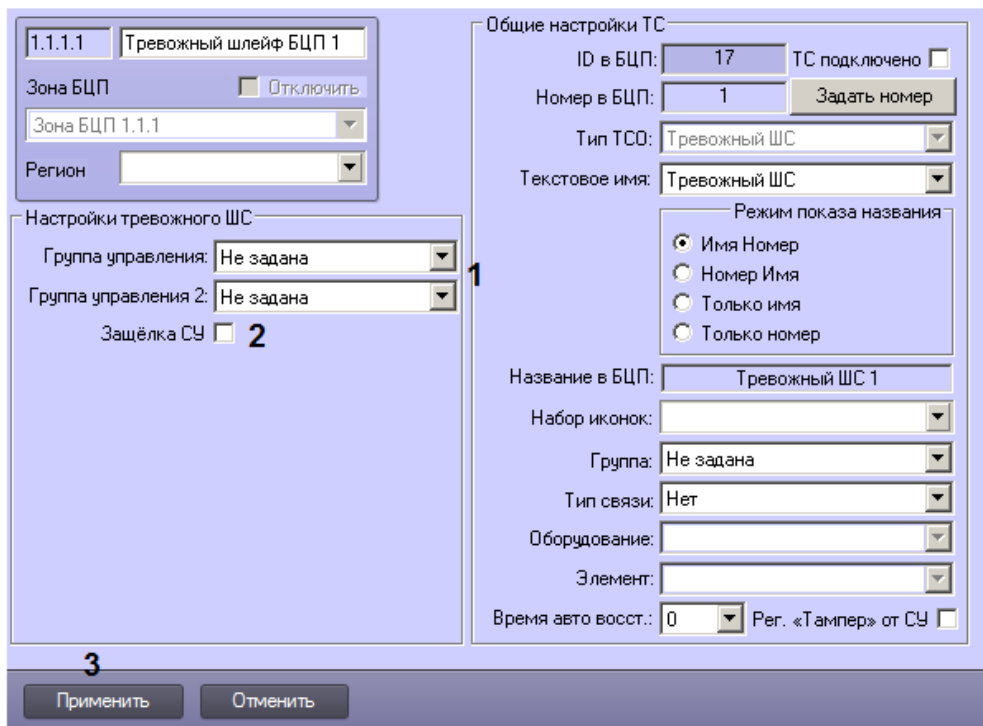 1.1.1.1 Тревожный шлейф БЦП 1
Зона БЦП Отключить
Зона БЦП 1.1.1
Регион
Настройки тревожного ШС
Группа управления: Не задана
1
Группа управления 2: Не задана
Защёлка СУ 2
Общие настройки ТС
ID в БЦП: 17 ТС подключено
Номер в БЦП: 1 Задать номер
Тип ТСО: Тревожный ШС
Текстовое имя: Тревожный ШС
Режим показа названия
Имя Номер
Номер Имя
Только имя
Только номер
Название в БЦП: Тревожный ШС 1
Набор иконок:
Группа: Не задана
Тип связи: Нет
Оборудование:
Элемент:
Время авто восст.: 0 Рег. «Тампер» от СУ
3
Применить Отменить